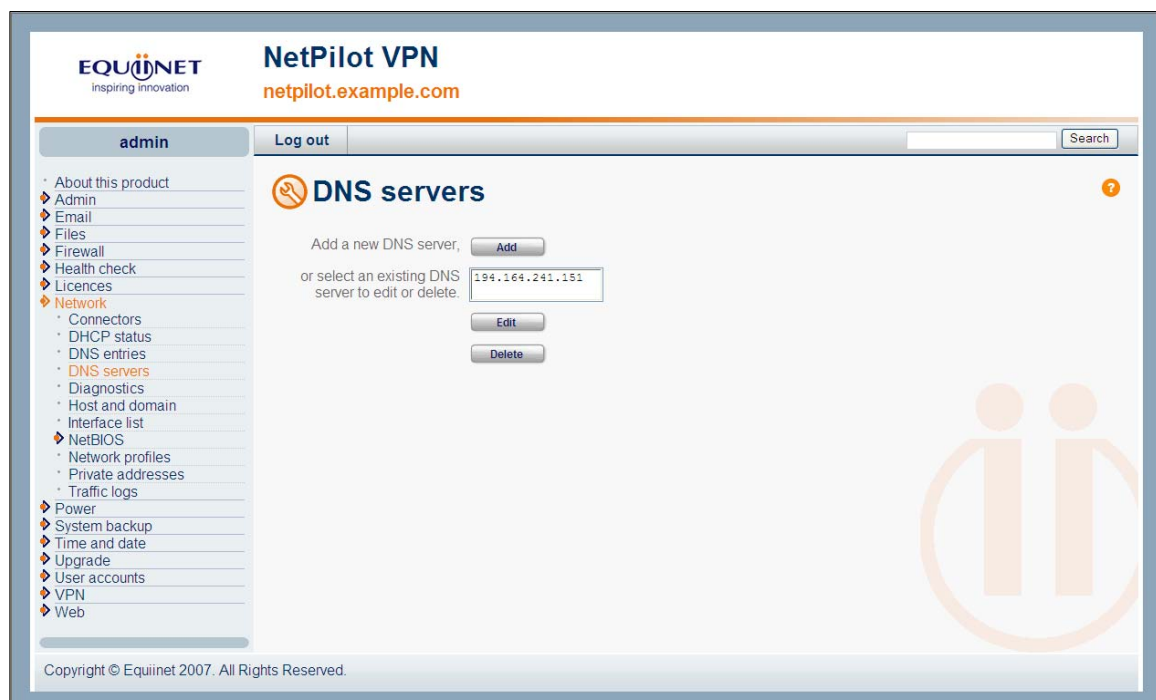 EQUiiNET
inspiring innovation
NetPilot VPN
netpilot.example.com
admin
Log out
Search
About this product
Admin
Email
Files
Firewall
Health check
Licences
Network
Connectors
DHCP status
DNS entries
DNS servers
Diagnostics
Host and domain
Interface list
NetBIOS
Network profiles
Private addresses
Traffic logs
Power
System backup
Time and date
Upgrade
User accounts
VPN
Web
DNS servers
?
Add a new DNS server,
Add
or select an existing DNS
server to edit or delete.
194.164.241.151
Edit
Delete
ii
Copyright © Equiinet 2007. All Rights Reserved.